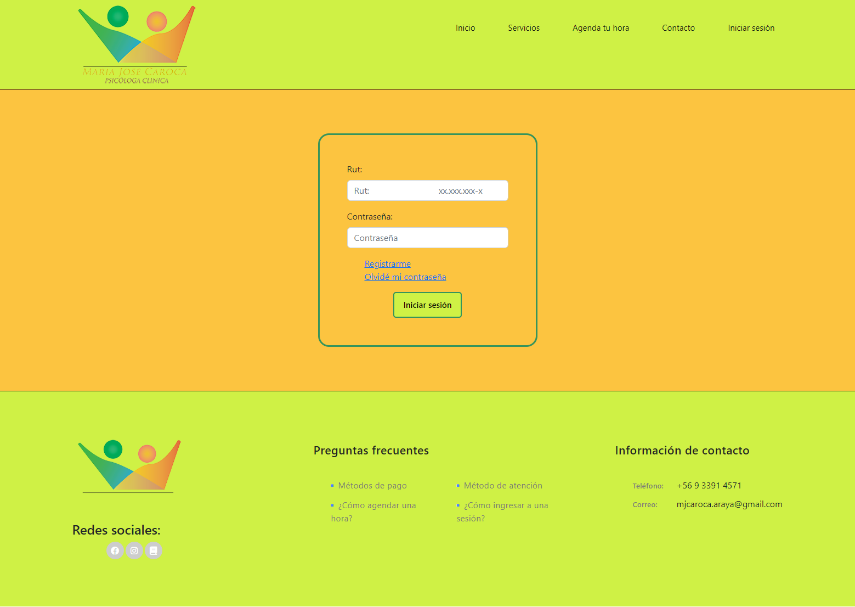 Inicio
Servicios
Agenda tu hora
Contacto
Iniciar sesión
MARIA JOSE CAROCA
PSICÓLOGA CLINICA
Rut:
Rut: xx.xxx.xxx-x
Contraseña:
Contraseña
Registrarme
Olvidé mi contraseña
Iniciar sesión
Redes sociales:
Preguntas frecuentes
Métodos de pago
¿Cómo agendar una
hora?
Método de atención
¿Cómo ingresar a una
sesión?
Información de contacto
Teléfono: +56 9 3391 4571
Correo: mjcaroca.araya@gmail.com